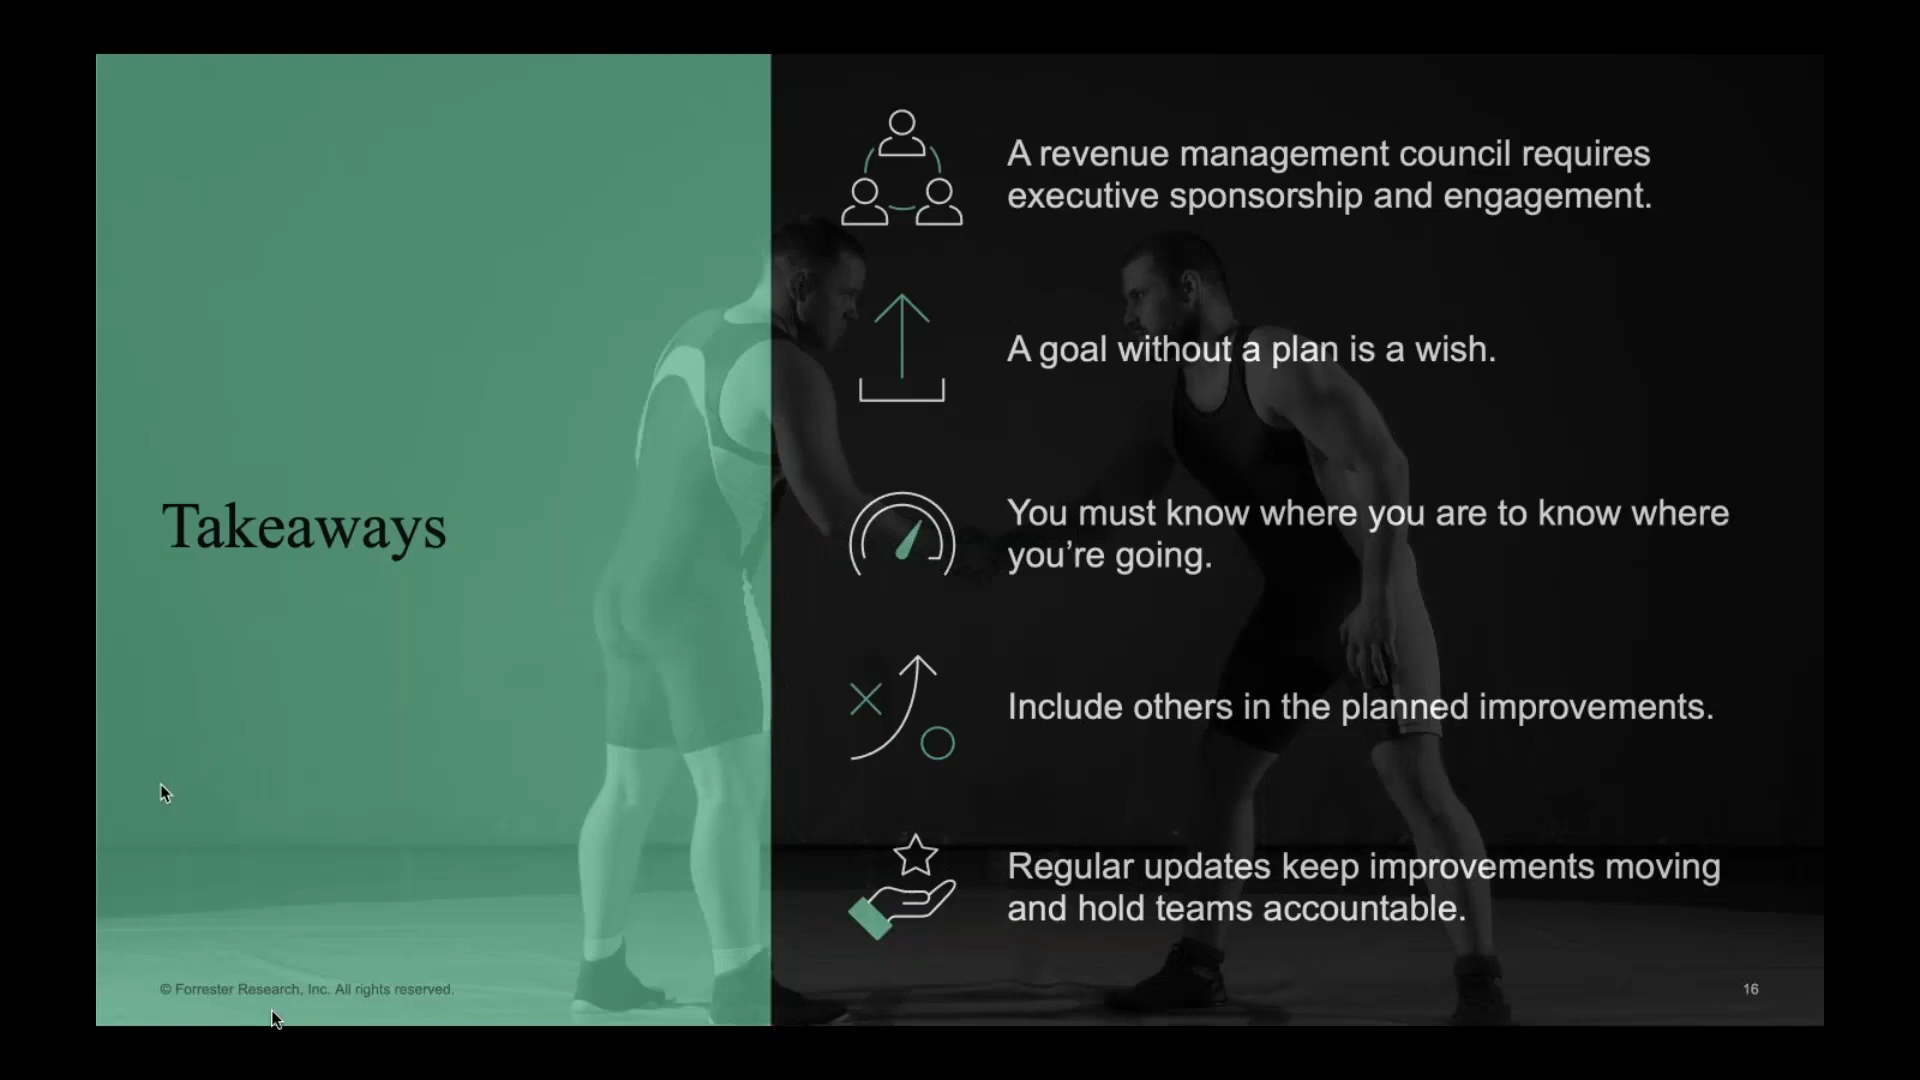 Takeaways
A revenue management council requires
executive sponsorship and engagement.
A goal without a plan is a wish.
You must know where you are to know where
you’re going.
Include others in the planned improvements.
Regular updates keep improvements moving
and hold teams accountable.
© Forrester Research, Inc. All rights reserved.
16